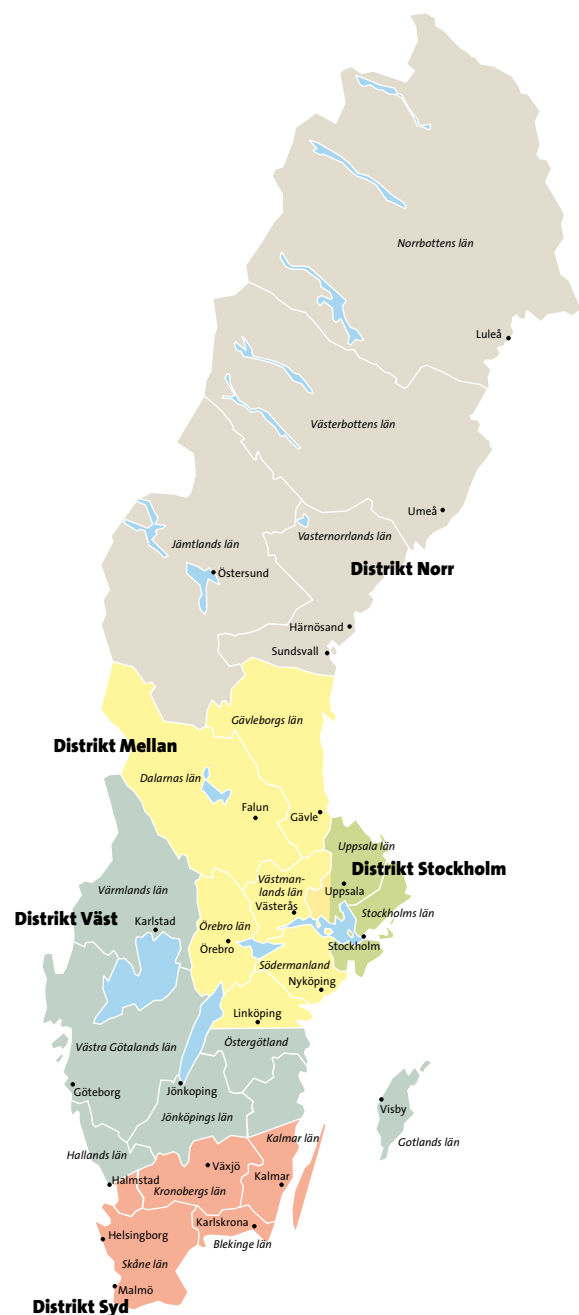 Norrbottens län
Luleå
Västerbottens län
Umeå
Vasternorrlands län
Jämtlands län
Distrikt Norr
Östersund
Härnösand
Sundsvall
Gävleborgs län
Distrikt Mellan
Dalarnas län
Falun
Gävle
Uppsala län
Distrikt Stockholm
Västman-
lands län
Uppsala
Värmlands län
Västerås
Stockholms län
Distrikt Väst
Karlstad
Örebro län
Örebro
Stockholm
Södermanland
Nyköping
Linköping
Östergötland
Västra Götalands län
Göteborg
Jönkoping
Visby
Jönköpings län
Kalmar län
Gotlands län
Hallands län
Växjö
Halmstad
Kronobergs län
Kalmar
Karlskrona
Helsingborg
Blekinge län
Skåne län
Malmö
Distrikt Syd